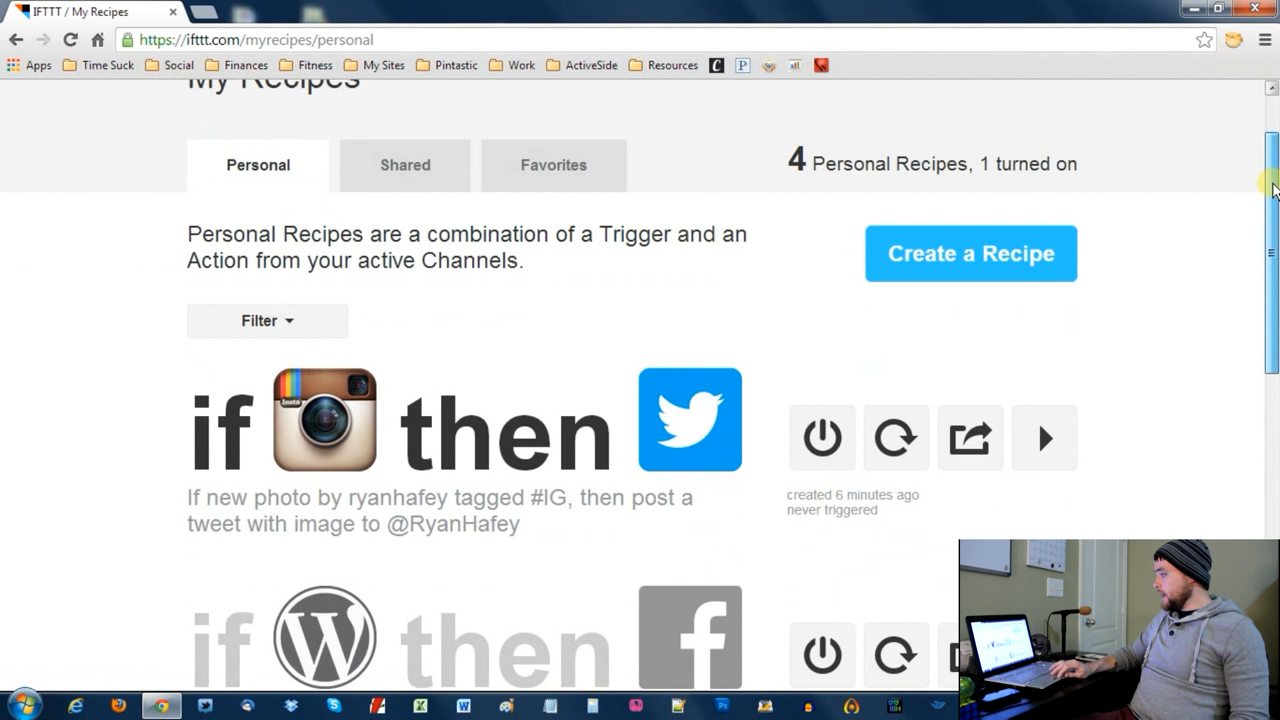 IFTTT / My Recipes
https://ifttt.com/myrecipes/personal
Apps Time Suck Social Finances Fitness My Sites Pintastic Work ActiveSide Resources
My Recipes
Personal Shared Favorites 4 Personal Recipes, 1 turned on
Personal Recipes are a combination of a Trigger and an
Action from your active Channels.
Create a Recipe
Filter
if Insta then
If new photo by ryanhafey tagged #IG, then post a
tweet with image to @RyanHafey
created 6 minutes ago
never triggered
if W then f